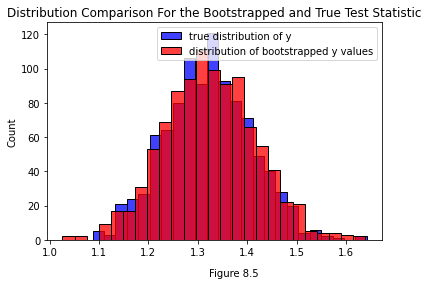 Distribution Comparison For the Bootstrapped and True Test Statistic
true distribution of y
distribution of bootstrapped y values
120
100
80
60
40
20
0
Count
1.0 1.1 1.2 1.3 1.4 1.5 1.6
Figure 8.5